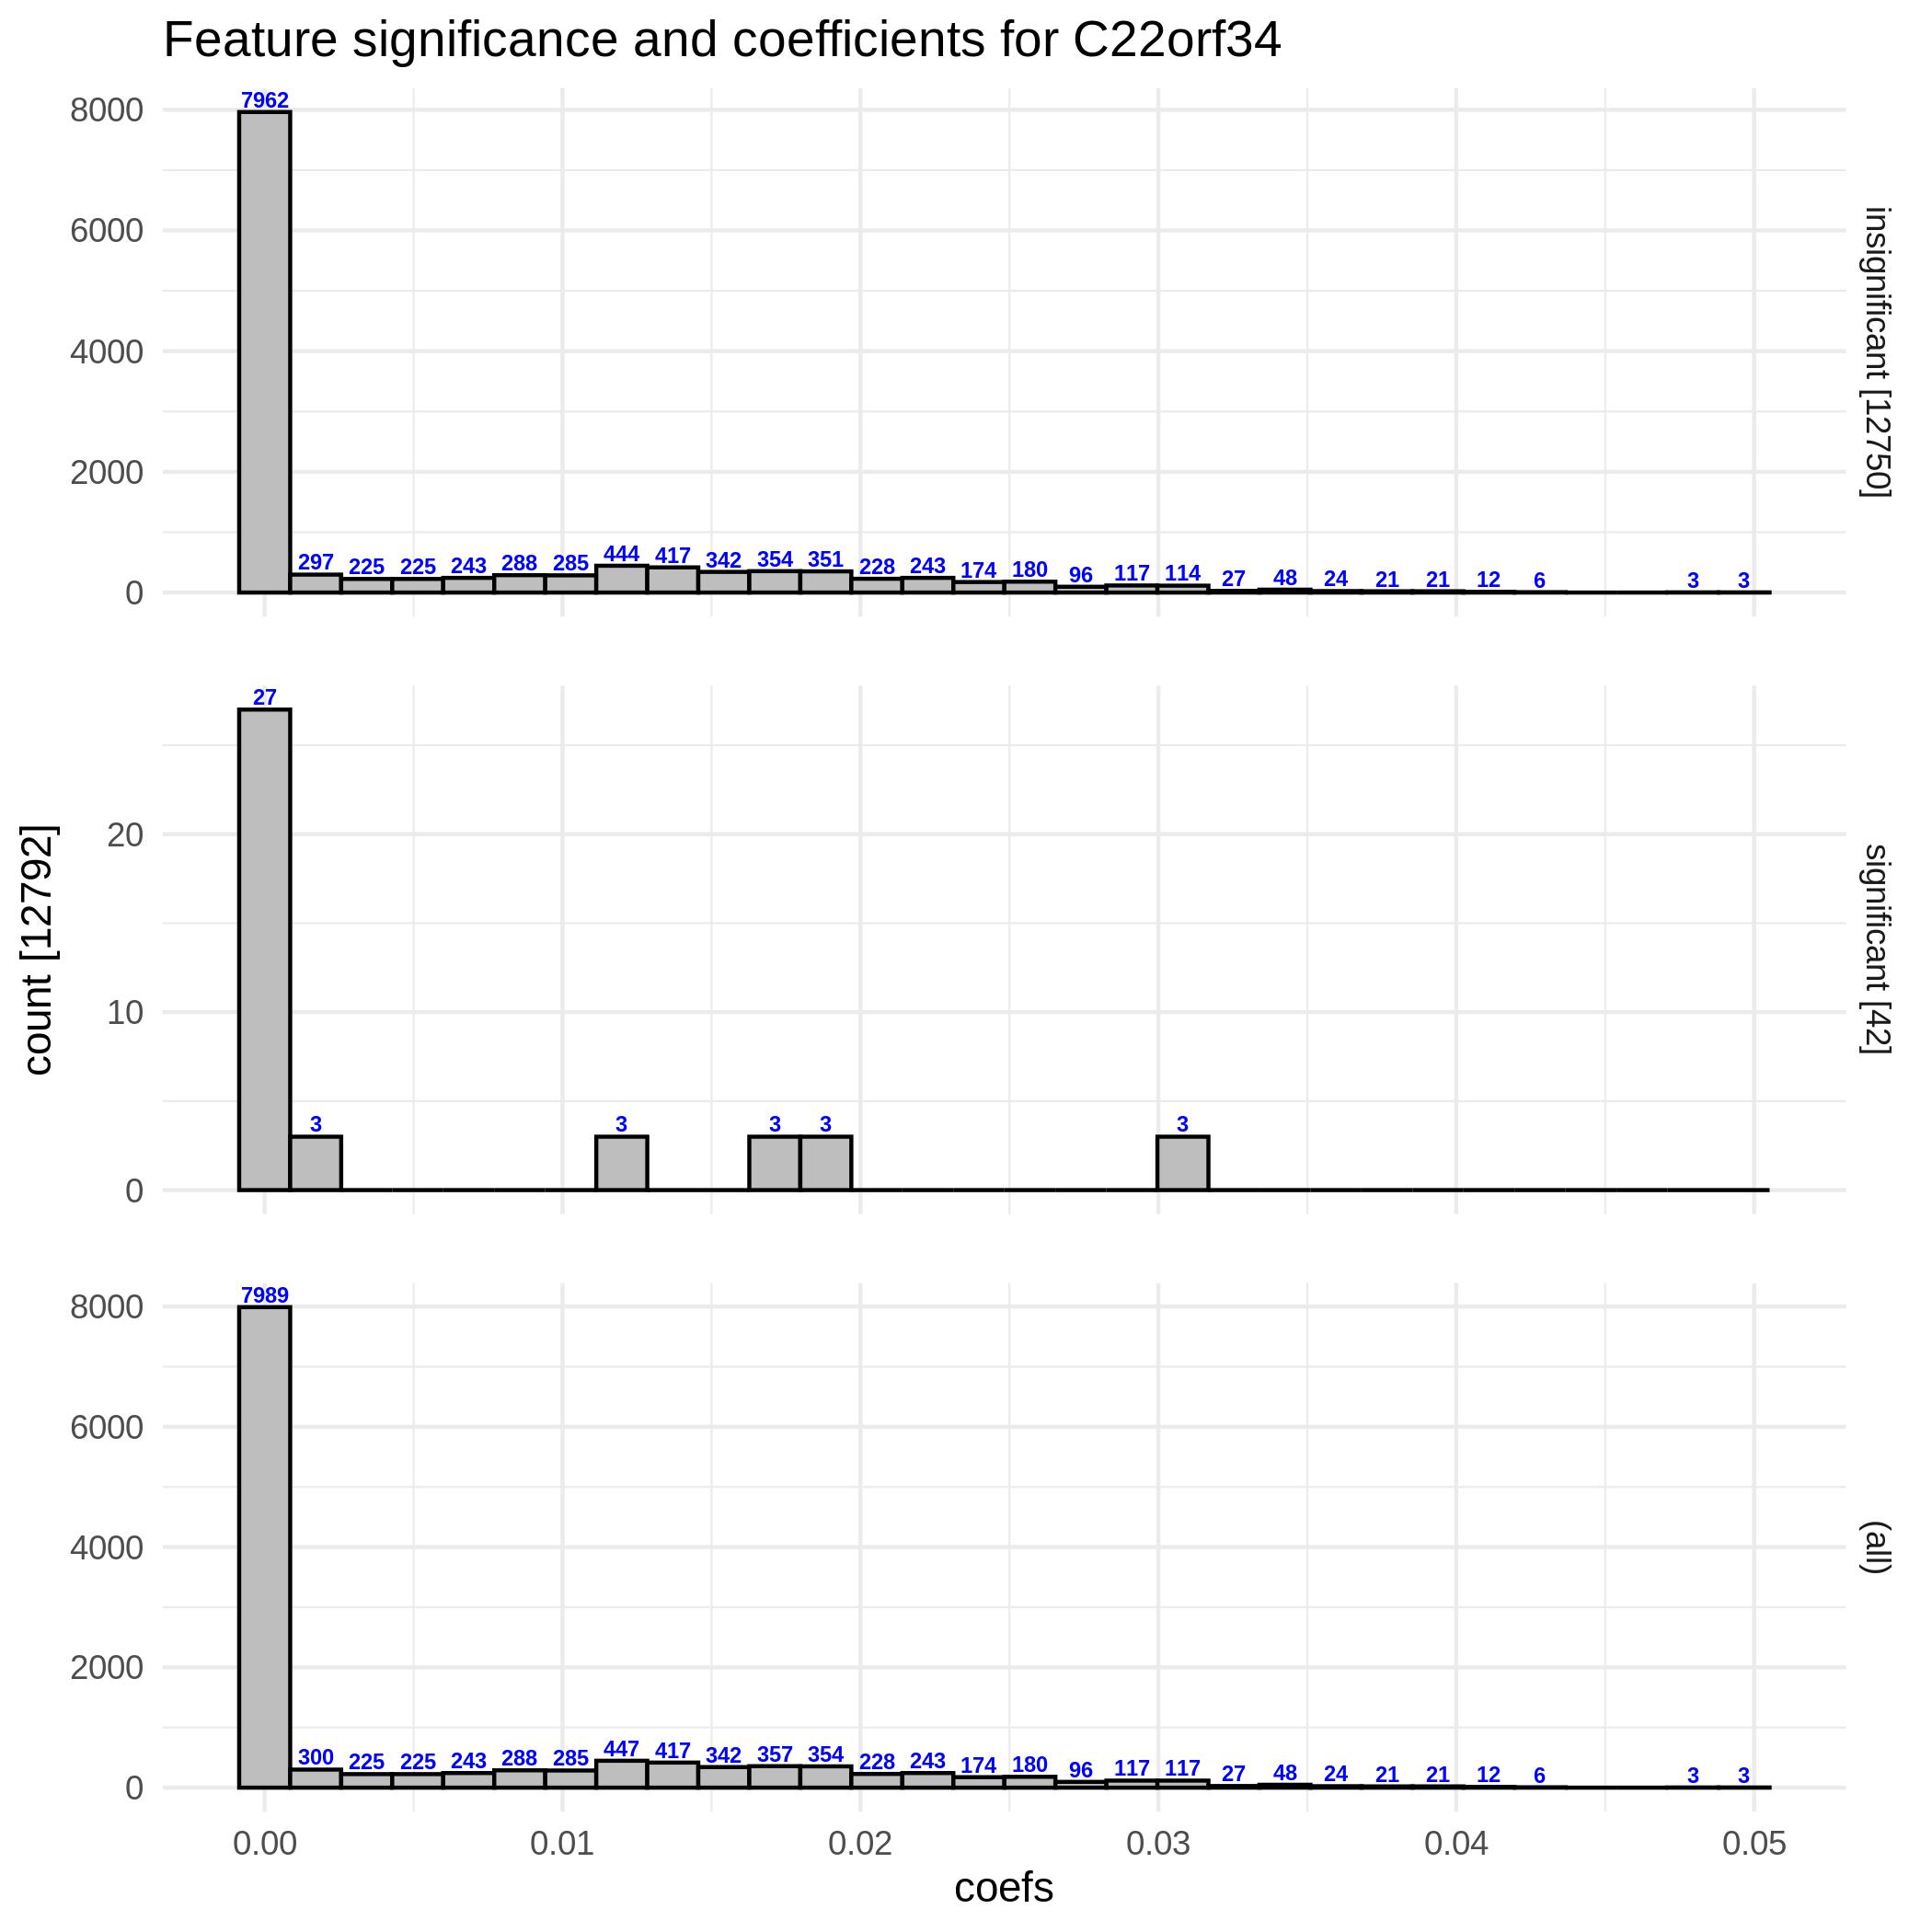 Feature significance and coefficients for C22orf34
8000
6000
4000
2000
0
7962
297 225 225 243 288 285 444 417 342 354 351 228 243 174 180 96 117 114 27 48 24 21 21 12 6 3 3
insignificant [12750]
count [12792]
20
10
0
27
3 3 3 3 3
significant [42]
8000
6000
4000
2000
0
7989
300 225 225 243 288 285 447 417 342 357 354 228 243 174 180 96 117 117 27 48 24 21 21 12 6 3 3
(all)
0.00 0.01 0.02 0.03 0.04 0.05
coefs